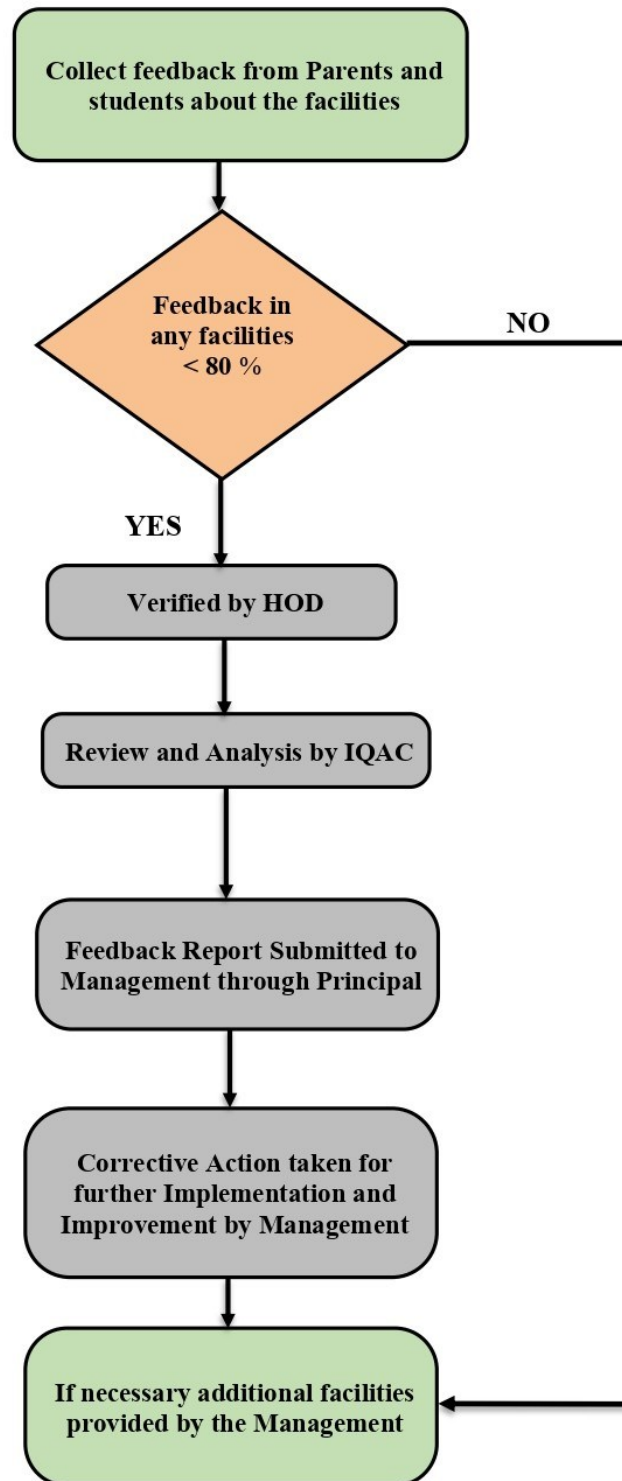 Collect feedback from Parents and
students about the facilities
Feedback in
any facilities
< 80 %
NO
YES
Verified by HOD
Review and Analysis by IQAC
Feedback Report Submitted to
Management through Principal
Corrective Action taken for
further Implementation and
Improvement by Management
If necessary additional facilities
provided by the Management